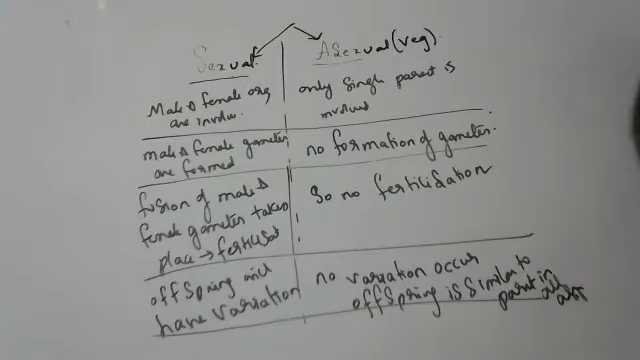 Sexual
Asexual (Veg)
Male & female org
are involve.
only Single parent is
involved
male & female gametes
are formed
no formation of gametes.
fusion of male &
female gametes takes
place → fertilisat
So no fertilisation
offspring will
have variation
no variation occur
offspring is Similar to
parent in
all